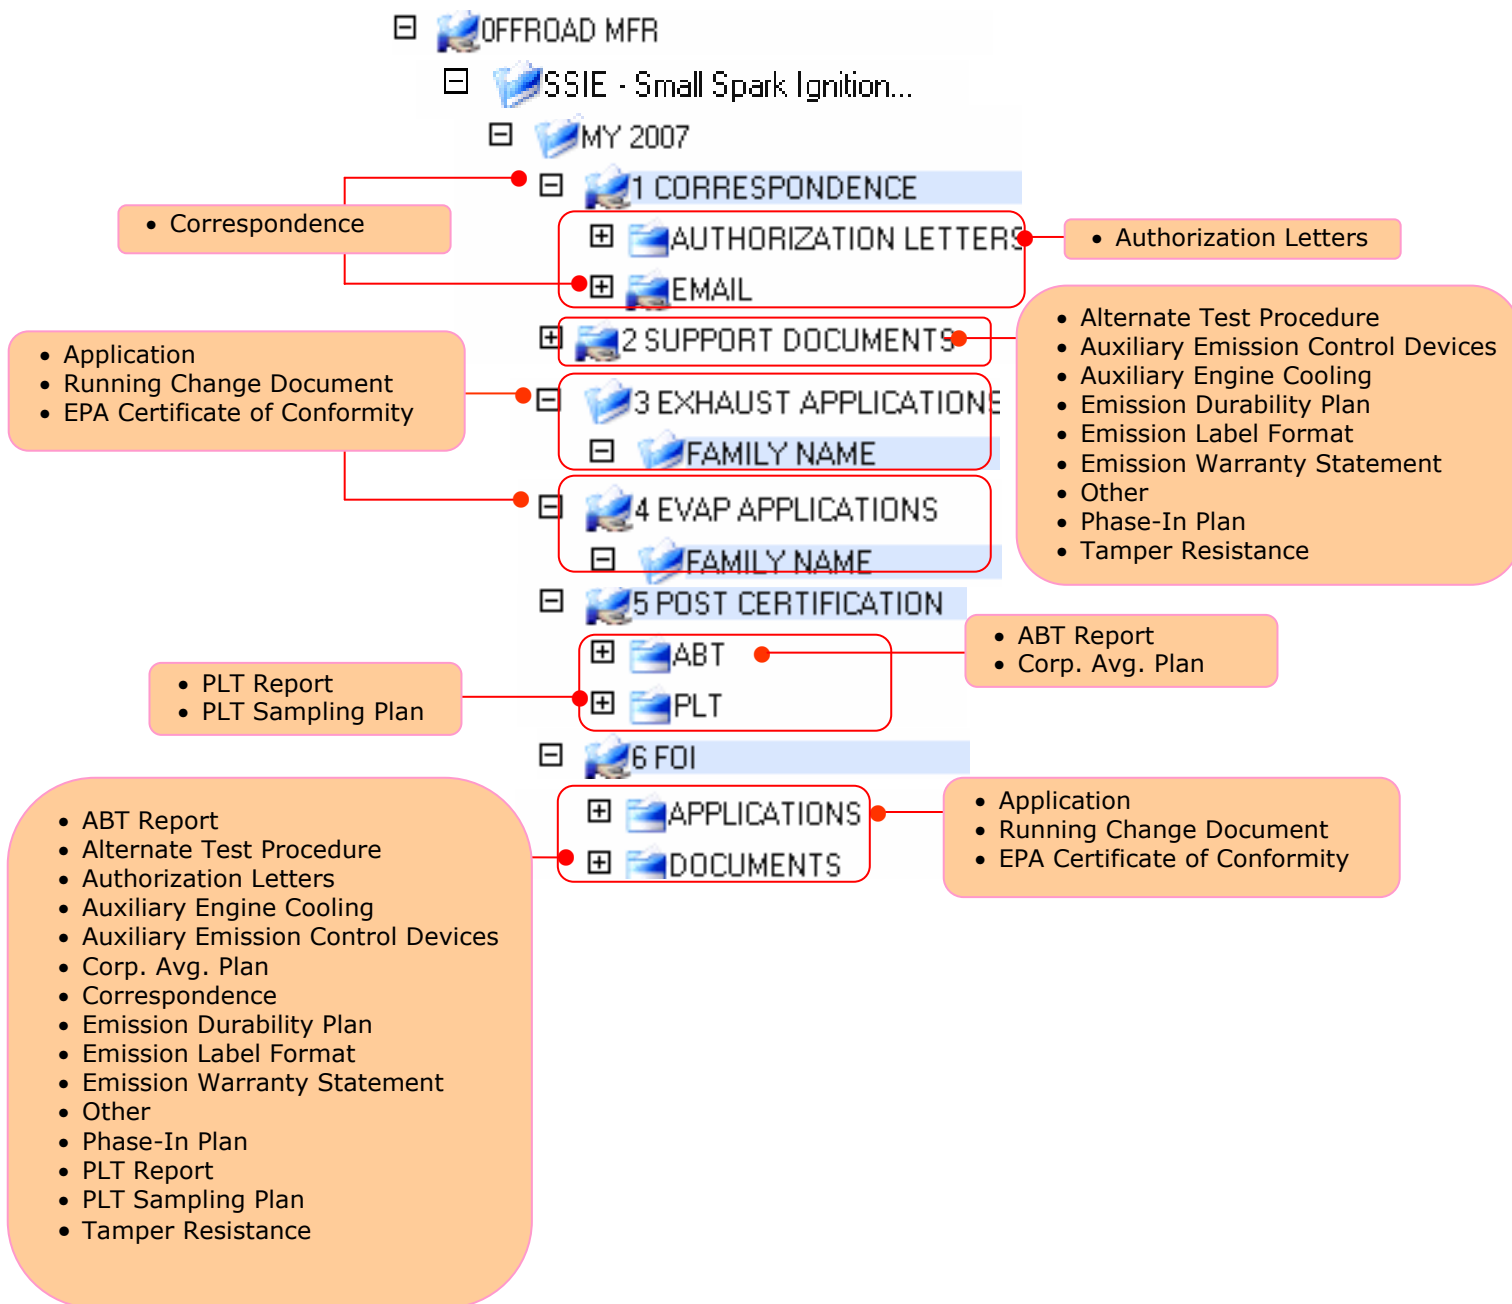 OFFROAD MFR
SSIE - Small Spark Ignition...
MY 2007
1 CORRESPONDENCE
• Correspondence
AUTHORIZATION LETTERS
• Authorization Letters
EMAIL
2 SUPPORT DOCUMENTS
• Alternate Test Procedure
• Auxiliary Emission Control Devices
• Auxiliary Engine Cooling
• Emission Durability Plan
• Emission Label Format
• Emission Warranty Statement
• Other
• Phase-In Plan
• Tamper Resistance
• Application
• Running Change Document
• EPA Certificate of Conformity
3 EXHAUST APPLICATIONS
FAMILY NAME
4 EVAP APPLICATIONS
FAMILY NAME
5 POST CERTIFICATION
ABT
• ABT Report
• Corp. Avg. Plan
• PLT Report
• PLT Sampling Plan
PLT
6 FOI
APPLICATIONS
• Application
• Running Change Document
• EPA Certificate of Conformity
DOCUMENTS
• ABT Report
• Alternate Test Procedure
• Authorization Letters
• Auxiliary Engine Cooling
• Auxiliary Emission Control Devices
• Corp. Avg. Plan
• Correspondence
• Emission Durability Plan
• Emission Label Format
• Emission Warranty Statement
• Other
• Phase-In Plan
• PLT Report
• PLT Sampling Plan
• Tamper Resistance